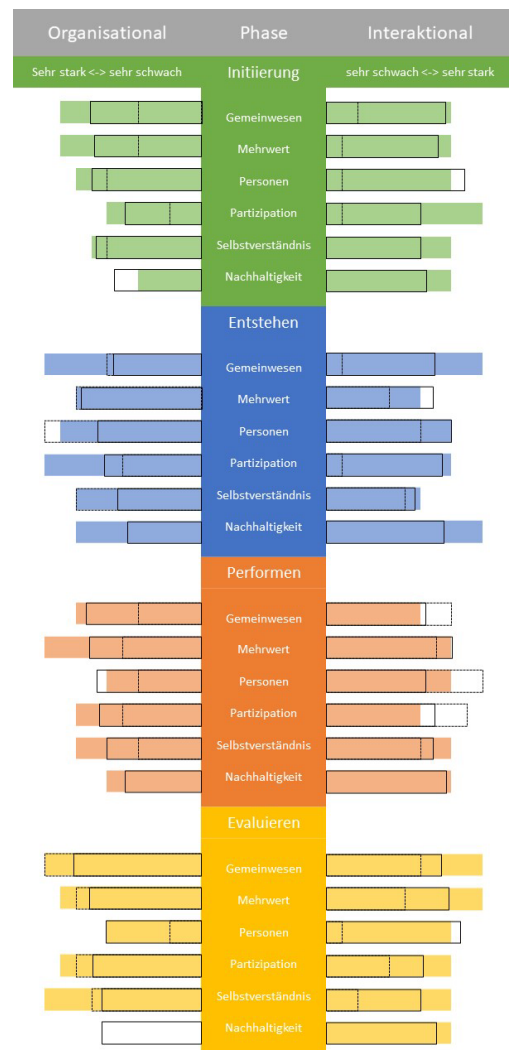 Organisational Phase Interaktional
Sehr stark <-> sehr schwach Initiierung sehr schwach <-> sehr stark
Gemeinwesen
Mehrwert
Personen
Partizipation
Selbstverständnis
Nachhaltigkeit
Entstehen
Gemeinwesen
Mehrwert
Personen
Partizipation
Selbstverständnis
Nachhaltigkeit
Performen
Gemeinwesen
Mehrwert
Personen
Partizipation
Selbstverständnis
Nachhaltigkeit
Evaluieren
Gemeinwesen
Mehrwert
Personen
Partizipation
Selbstverständnis
Nachhaltigkeit